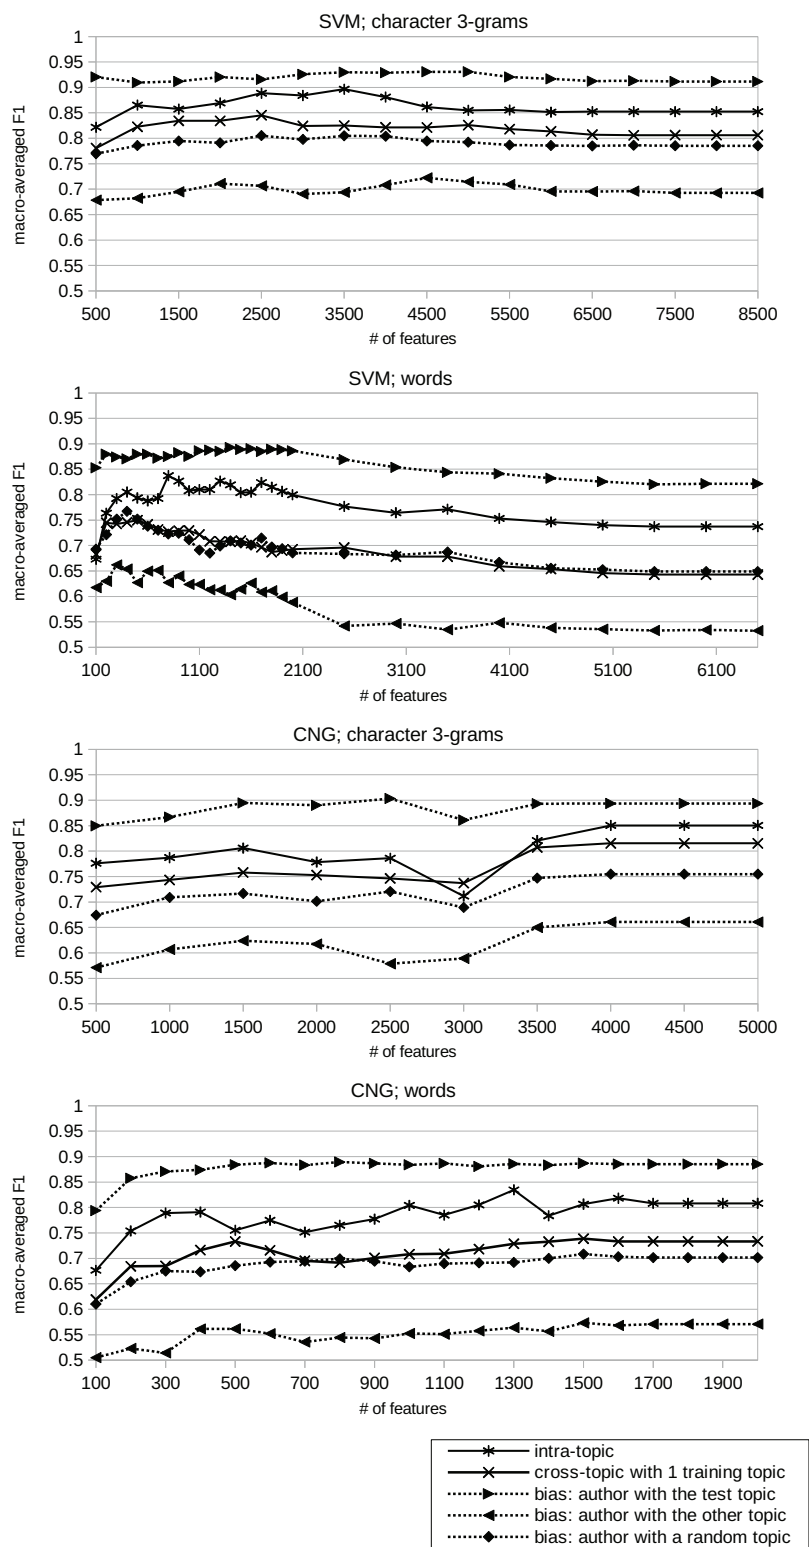 SVM; character 3-grams
1
0.95
0.9
0.85
0.8
0.75
0.7
0.65
0.6
0.55
0.5
macro-averaged F1
500 1500 2500 3500 4500 5500 6500 7500 8500
# of features
SVM; words
1
0.95
0.9
0.85
0.8
0.75
0.7
0.65
0.6
0.55
0.5
macro-averaged F1
100 1100 2100 3100 4100 5100 6100
# of features
CNG; character 3-grams
1
0.95
0.9
0.85
0.8
0.75
0.7
0.65
0.6
0.55
0.5
macro-averaged F1
500 1000 1500 2000 2500 3000 3500 4000 4500 5000
# of features
CNG; words
1
0.95
0.9
0.85
0.8
0.75
0.7
0.65
0.6
0.55
0.5
macro-averaged F1
100 300 500 700 900 1100 1300 1500 1700 1900
# of features
intra-topic
cross-topic with 1 training topic
bias: author with the test topic
bias: author with the other topic
bias: author with a random topic